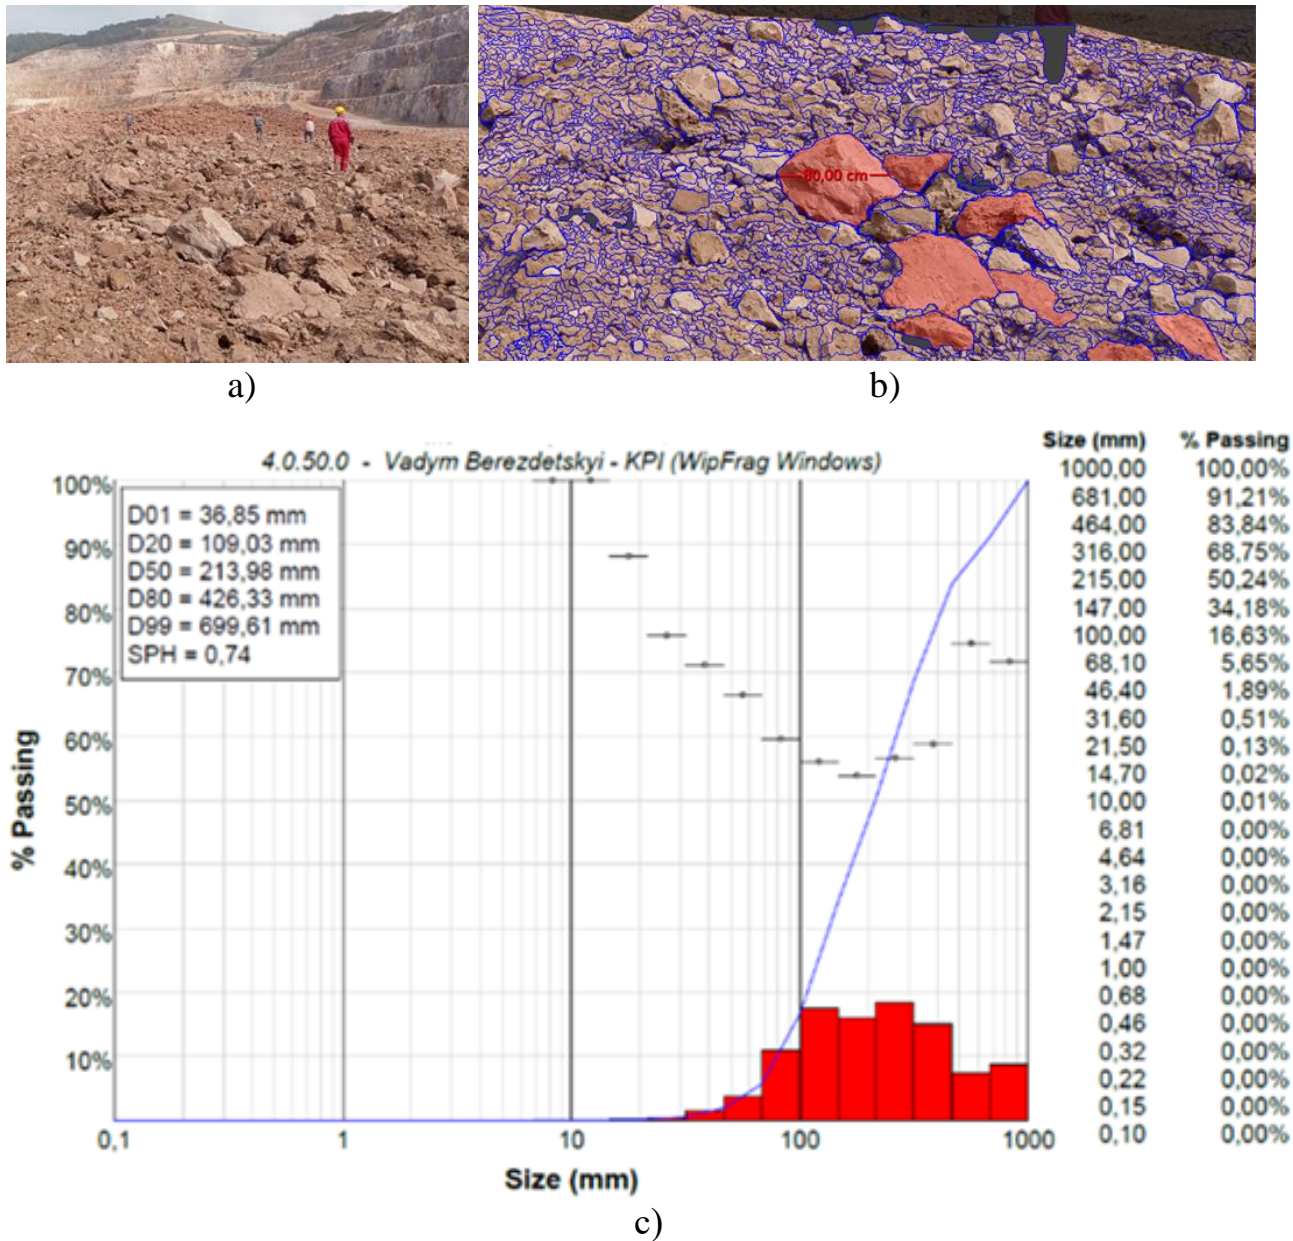 80,00 cm
a)
b)
4.0.50.0 - Vadym Berezdetskyi - KPI (WipFrag Windows)
D01 = 36,85 mm
D20 = 109,03 mm
D50 = 213,98 mm
D80 = 426,33 mm
D99 = 699,61 mm
SPH = 0,74
100%
90%
80%
70%
60%
50%
40%
30%
20%
10%
% Passing
0,1 1 10 100 1000
Size (mm)
Size (mm) % Passing
1000,00 100,00%
681,00 91,21%
464,00 83,84%
316,00 68,75%
215,00 50,24%
147,00 34,18%
100,00 16,63%
68,10 5,65%
46,40 1,89%
31,60 0,51%
21,50 0,13%
14,70 0,02%
10,00 0,01%
6,81 0,00%
4,64 0,00%
3,16 0,00%
2,15 0,00%
1,47 0,00%
1,00 0,00%
0,68 0,00%
0,46 0,00%
0,32 0,00%
0,22 0,00%
0,15 0,00%
0,10 0,00%
c)